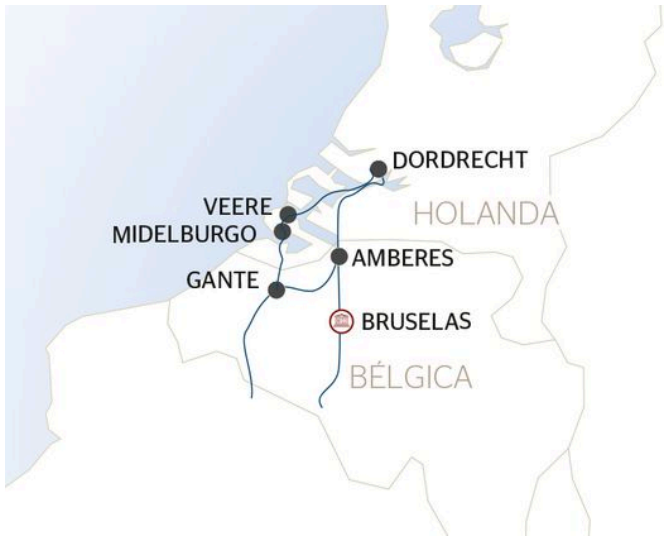 DORDRECHT
VEERE
HOLANDA
MIDELBURGO
AMBERES
GANTE
BRUSELAS
BÉLGICA